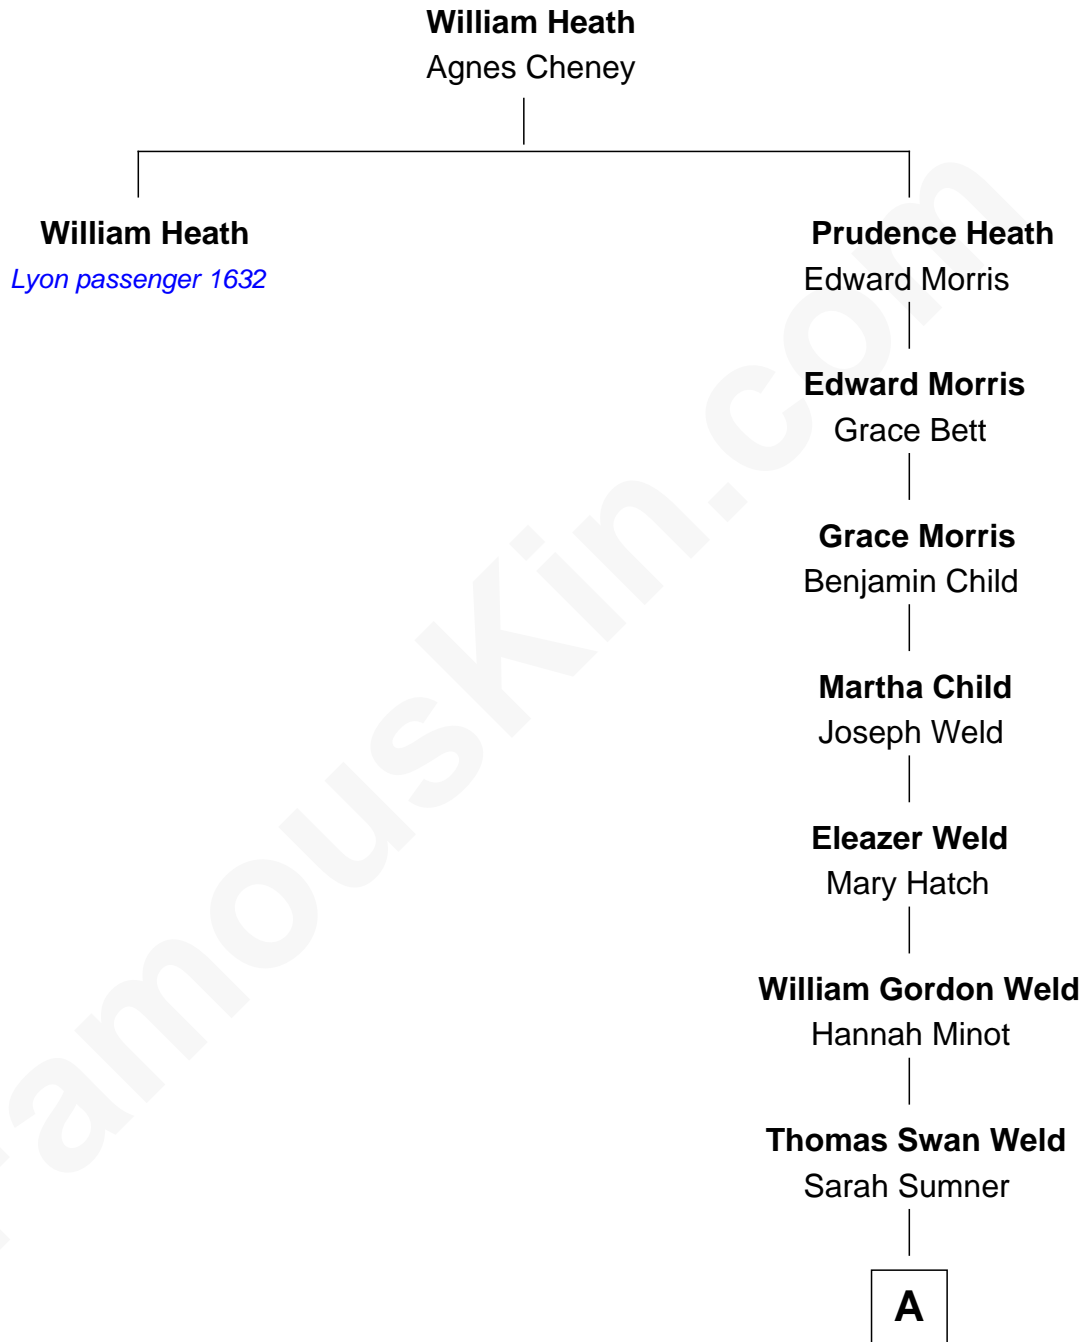 William Heath
Agnes Cheney
William Heath
Lyon passenger 1632
Prudence Heath
Edward Morris
Edward Morris
Grace Bett
Grace Morris
Benjamin Child
Martha Child
Joseph Weld
Eleazer Weld
Mary Hatch
William Gordon Weld
Hannah Minot
Thomas Swan Weld
Sarah Sumner
A
FamousKin.com